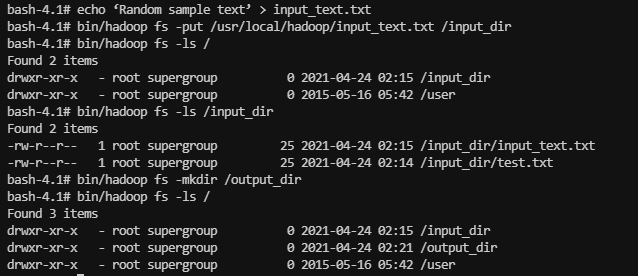 bash-4.1# echo ‘Random sample text’ > input_text.txt
bash-4.1# bin/hadoop fs -put /usr/local/hadoop/input_text.txt /input_dir
bash-4.1# bin/hadoop fs -ls /
Found 2 items
drwxr-xr-x   - root supergroup          0 2021-04-24 02:15 /input_dir
drwxr-xr-x   - root supergroup          0 2015-05-16 05:42 /user
bash-4.1# bin/hadoop fs -ls /input_dir
Found 2 items
-rw-r--r--   1 root supergroup         25 2021-04-24 02:15 /input_dir/input_text.txt
-rw-r--r--   1 root supergroup         25 2021-04-24 02:14 /input_dir/test.txt
bash-4.1# bin/hadoop fs -mkdir /output_dir
bash-4.1# bin/hadoop fs -ls /
Found 3 items
drwxr-xr-x   - root supergroup          0 2021-04-24 02:15 /input_dir
drwxr-xr-x   - root supergroup          0 2021-04-24 02:21 /output_dir
drwxr-xr-x   - root supergroup          0 2015-05-16 05:42 /user